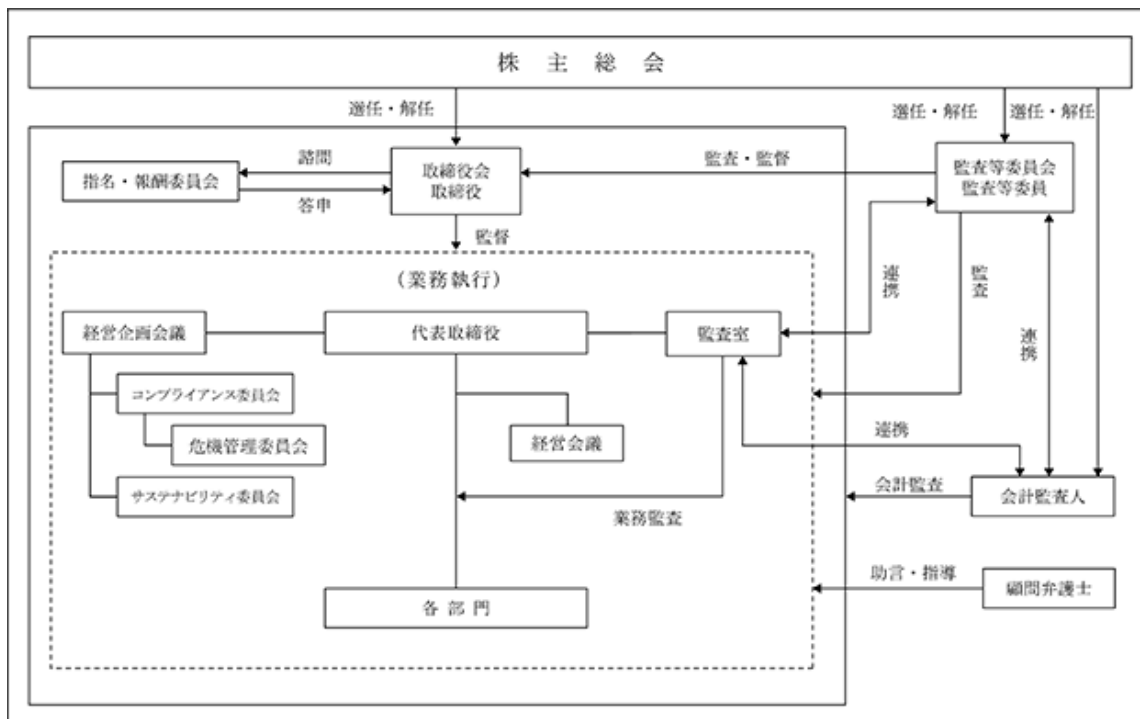 株主総会
選任・解任
選任・解任
選任・解任
諮問
指名・報酬委員会
答申
取締役会
取締役
監査・監督
監査等委員会
監査等委員
監督
(業務執行)
連携
監査
経営企画会議
代表取締役
監査室
連携
コンプライアンス委員会
危機管理委員会
経営会議
連携
サステナビリティ委員会
業務監査
会計監査
会計監査人
助言・指導
顧問弁護士
各部門